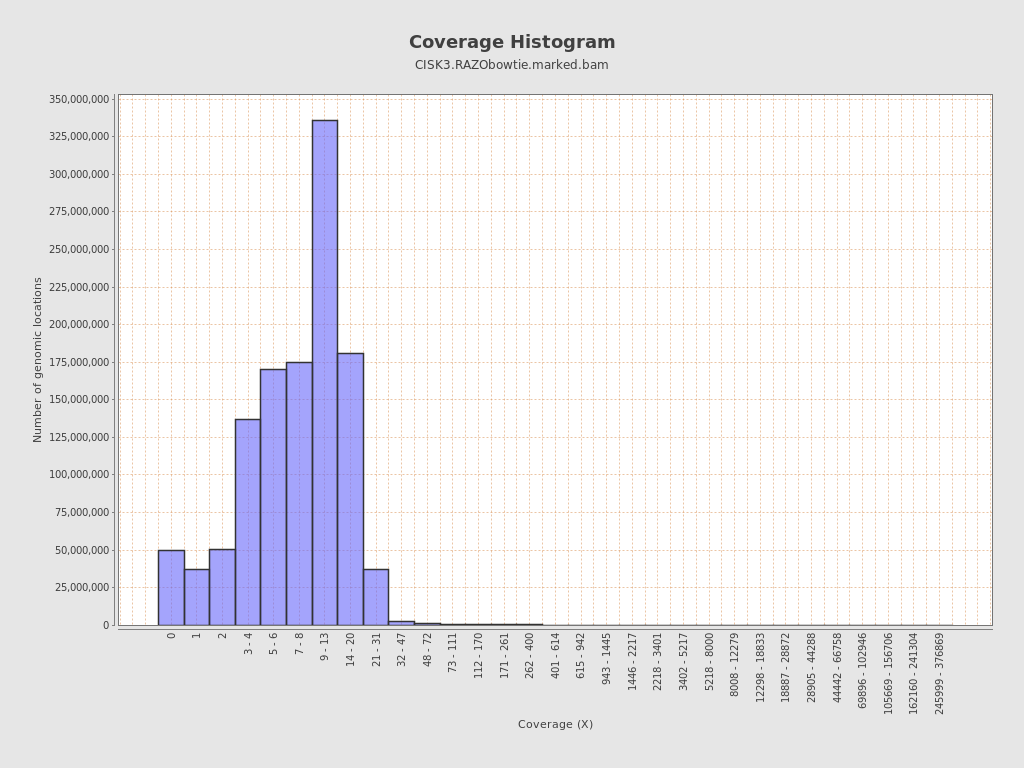 Coverage Histogram
CISK3.RAZObowtie.marked.bam
Number of genomic locations
350,000,000
325,000,000
300,000,000
275,000,000
250,000,000
225,000,000
200,000,000
175,000,000
150,000,000
125,000,000
100,000,000
75,000,000
50,000,000
25,000,000
0
0
1
2
3 - 4
5 - 6
7 - 8
9 - 13
14 - 20
21 - 31
32 - 47
48 - 72
73 - 111
112 - 170
171 - 261
262 - 400
401 - 614
615 - 942
943 - 1445
1446 - 2217
2218 - 3401
3402 - 5217
5218 - 8000
8008 - 12279
12298 - 18833
18887 - 28872
28905 - 44288
44442 - 66758
69896 - 102946
105669 - 156706
162160 - 241304
245999 - 376869
Coverage (X)